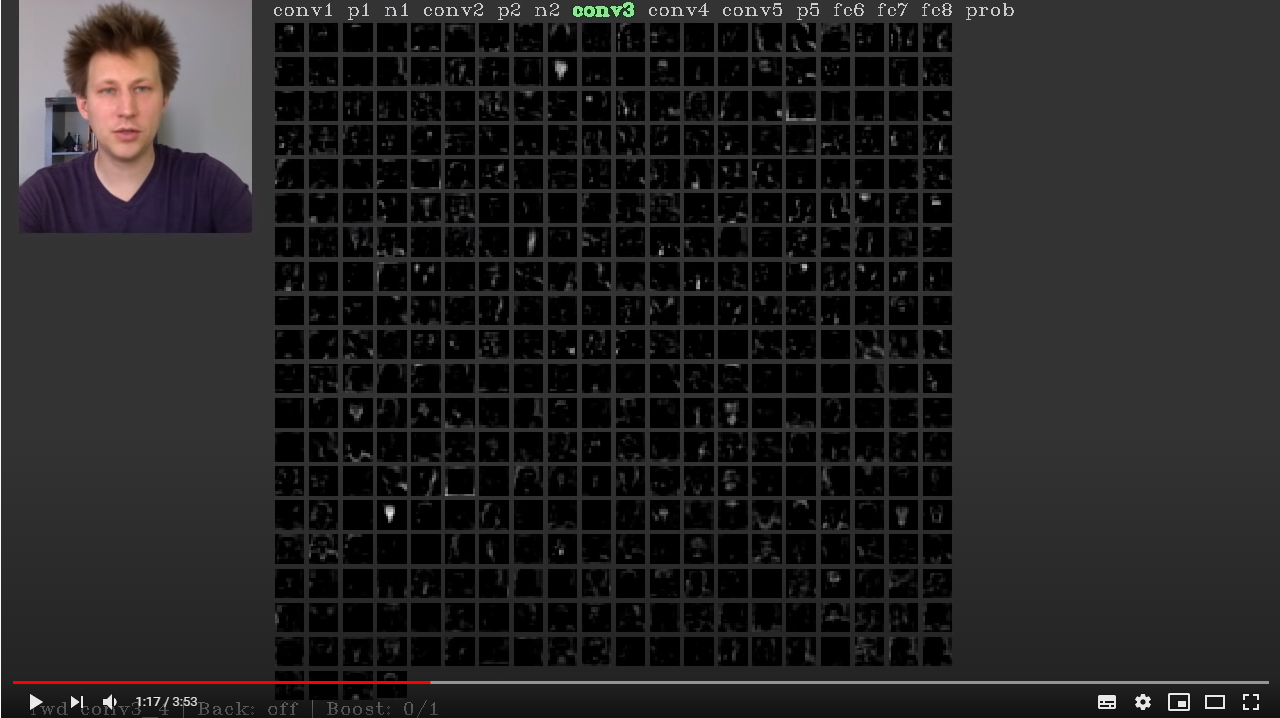 conv1 p1 n1 conv2 p2 n2 conv3 conv4 conv5 p5 fc6 fc7 fc8 prob
1:17 / 3:53
fwd conv3_4 | Back: off | Boost: 0/1